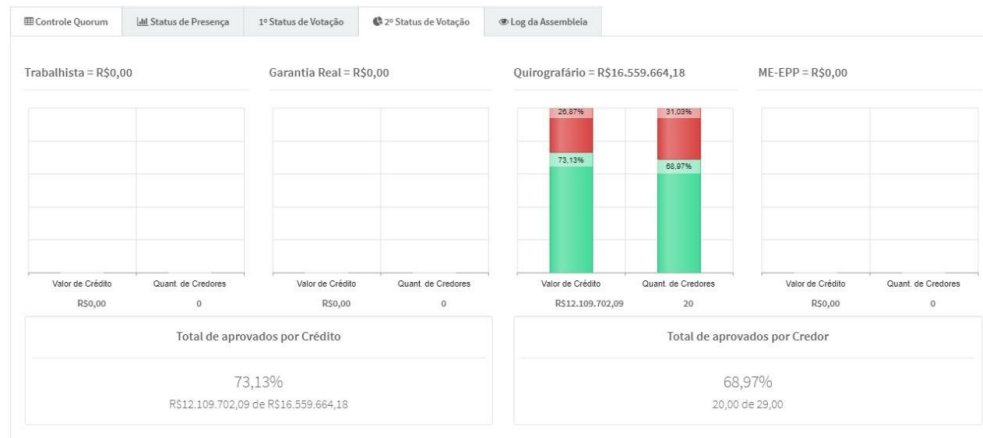 Controle Quorum
Status de Presença
1º Status de Votação
2º Status de Votação
Log da Assembleia
Trabalhista = R$0,00
Garantia Real = R$0,00
Quirografário = R$16.559.664,18
ME-EPP = R$0,00
26,87%
31,03%
73,13%
68,97%
Valor de Crédito
Quant. de Credores
Valor de Crédito
Quant. de Credores
Valor de Crédito
Quant. de Credores
Valor de Crédito
Quant. de Credores
R$0,00
0
R$0,00
0
R$12.109.702,09
20
R$0,00
0
Total de aprovados por Crédito
73,13%
R$12.109.702,09 de R$16.559.664,18
Total de aprovados por Credor
68,97%
20,00 de 29,00